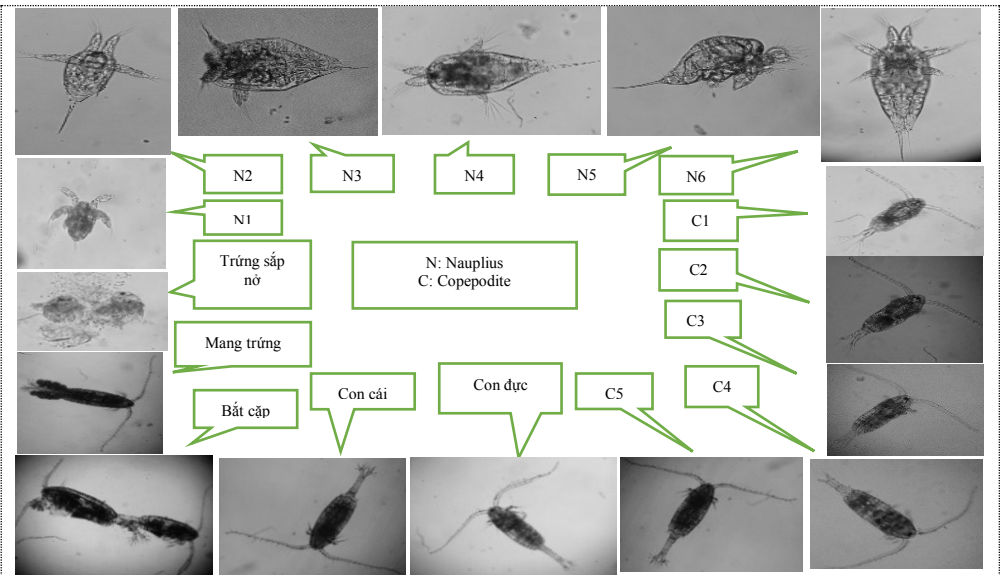 N2
N3
N4
N5
N6
N1
C1
Trứng sắp
nở
N: Nauplius
C: Copepodite
C2
C3
Mang trứng
Bắt cặp
Con cái
Con đực
C5
C4